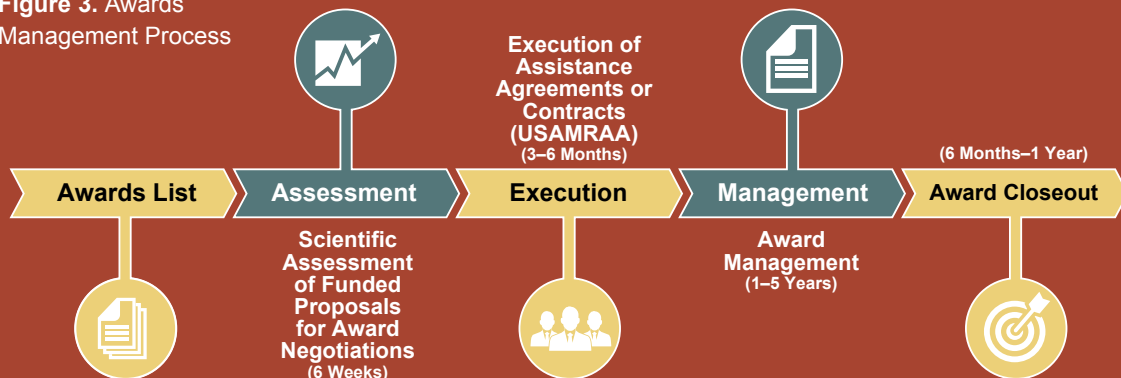 Figure 3. Awards
Management Process
Execution of
Assistance
Agreements or
Contracts
(USAMRAA)
(3–6 Months)
(6 Months–1 Year)
Awards List
Assessment
Execution
Management
Award Closeout
Scientific
Assessment
of Funded
Proposals
for Award
Negotiations
(6 Weeks)
Award
Management
(1–5 Years)